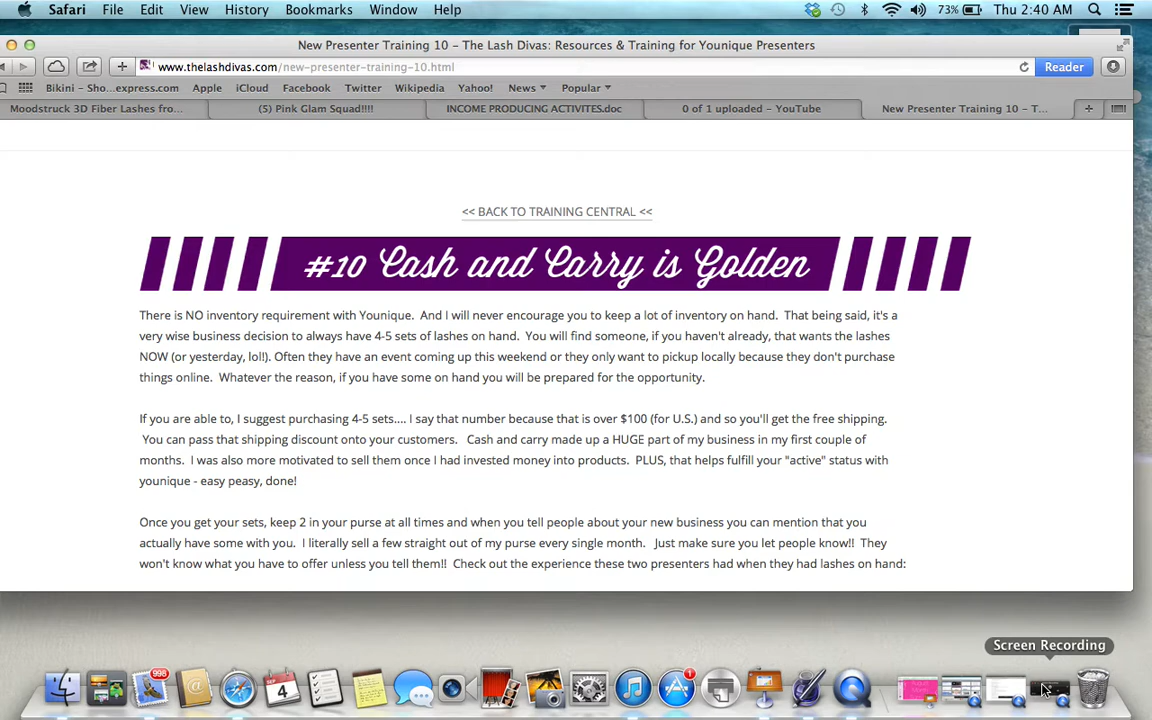 Safari File Edit View History Bookmarks Window Help 73% Thu 2:40 AM
New Presenter Training 10 – The Lash Divas: Resources & Training for Younique Presenters
www.thelashdivas.com/new-presenter-training-10.html Reader
Bikini – Sho...express.com Apple iCloud Facebook Twitter Wikipedia Yahoo! News Popular
Moodstruck 3D Fiber Lashes fro... (5) Pink Glam Squad!!!! INCOME PRODUCING ACTIVITES.doc 0 of 1 uploaded – YouTube New Presenter Training 10 – T...
<< BACK TO TRAINING CENTRAL <<
#10 Cash and Carry is Golden
There is NO inventory requirement with Younique. And I will never encourage you to keep a lot of inventory on hand. That being said, it's a
very wise business decision to always have 4-5 sets of lashes on hand. You will find someone, if you haven't already, that wants the lashes
NOW (or yesterday, lol!). Often they have an event coming up this weekend or they only want to pickup locally because they don't purchase
things online. Whatever the reason, if you have some on hand you will be prepared for the opportunity.
If you are able to, I suggest purchasing 4-5 sets.... I say that number because that is over $100 (for U.S.) and so you'll get the free shipping.
You can pass that shipping discount onto your customers. Cash and carry made up a HUGE part of my business in my first couple of
months. I was also more motivated to sell them once I had invested money into products. PLUS, that helps fulfill your "active" status with
younique - easy peasy, done!
Once you get your sets, keep 2 in your purse at all times and when you tell people about your new business you can mention that you
actually have some with you. I literally sell a few straight out of my purse every single month. Just make sure you let people know!! They
won't know what you have to offer unless you tell them!! Check out the experience these two presenters had when they had lashes on hand:
Screen Recording
998
SEP
4
1